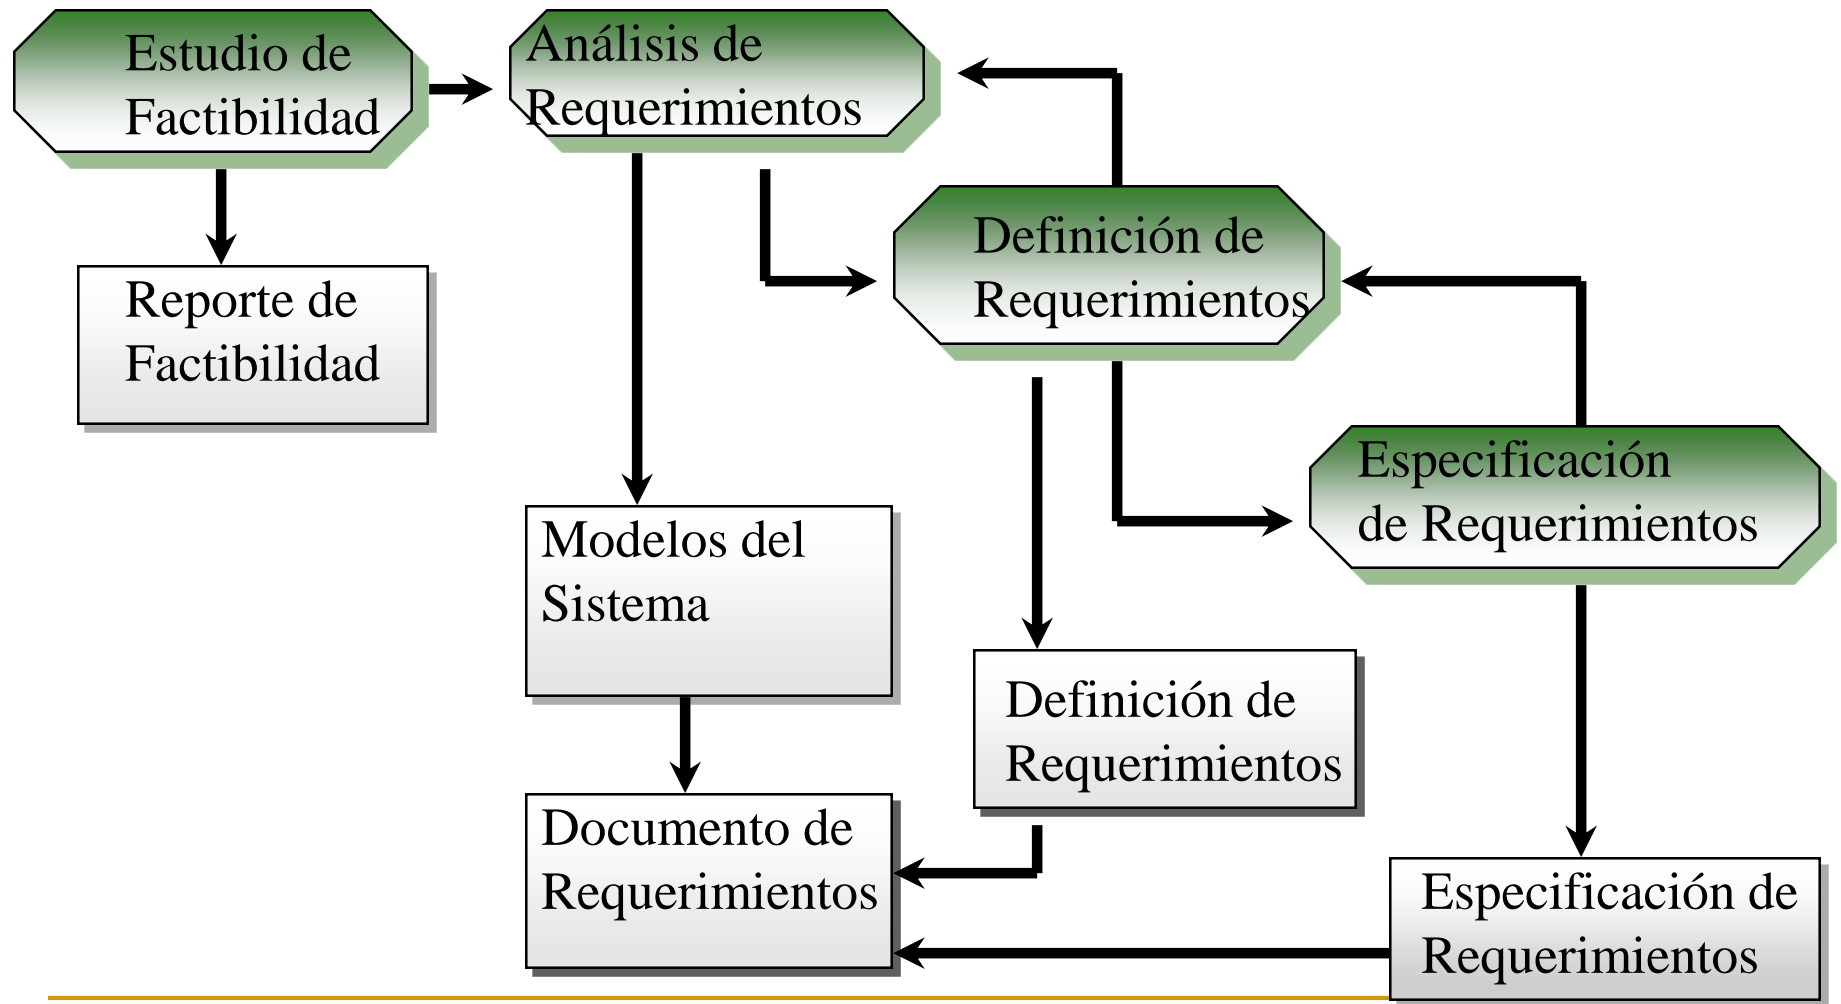 Estudio de
Factibilidad
Análisis de
Requerimientos
Definición de
Requerimientos
Reporte de
Factibilidad
Especificación
de Requerimientos
Modelos del
Sistema
Definición de
Requerimientos
Documento de
Requerimientos
Especificación de
Requerimientos